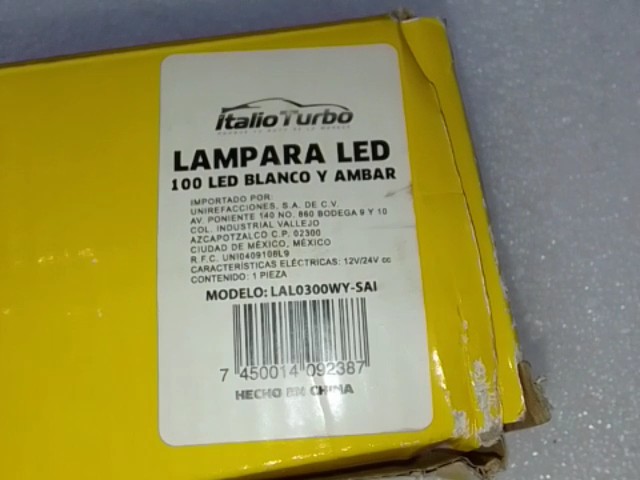 Italio Turbo
LAMPARA LED
100 LED BLANCO Y AMBAR
IMPORTADO POR:
UNIREFACCIONES, S.A. DE C.V.
AV. PONIENTE 140 NO. 860 BODEGA 9 Y 10
COL. INDUSTRIAL VALLEJO
AZCAPOTZALCO C.P. 02300
CIUDAD DE MÉXICO, MÉXICO
R.F.C. UNI0409108L9
CARACTERÍSTICAS ELÉCTRICAS: 12V/24V cc
CONTENIDO: 1 PIEZA
MODELO: LAL0300WY-SAI
7 450014 092387
HECHO EN CHINA